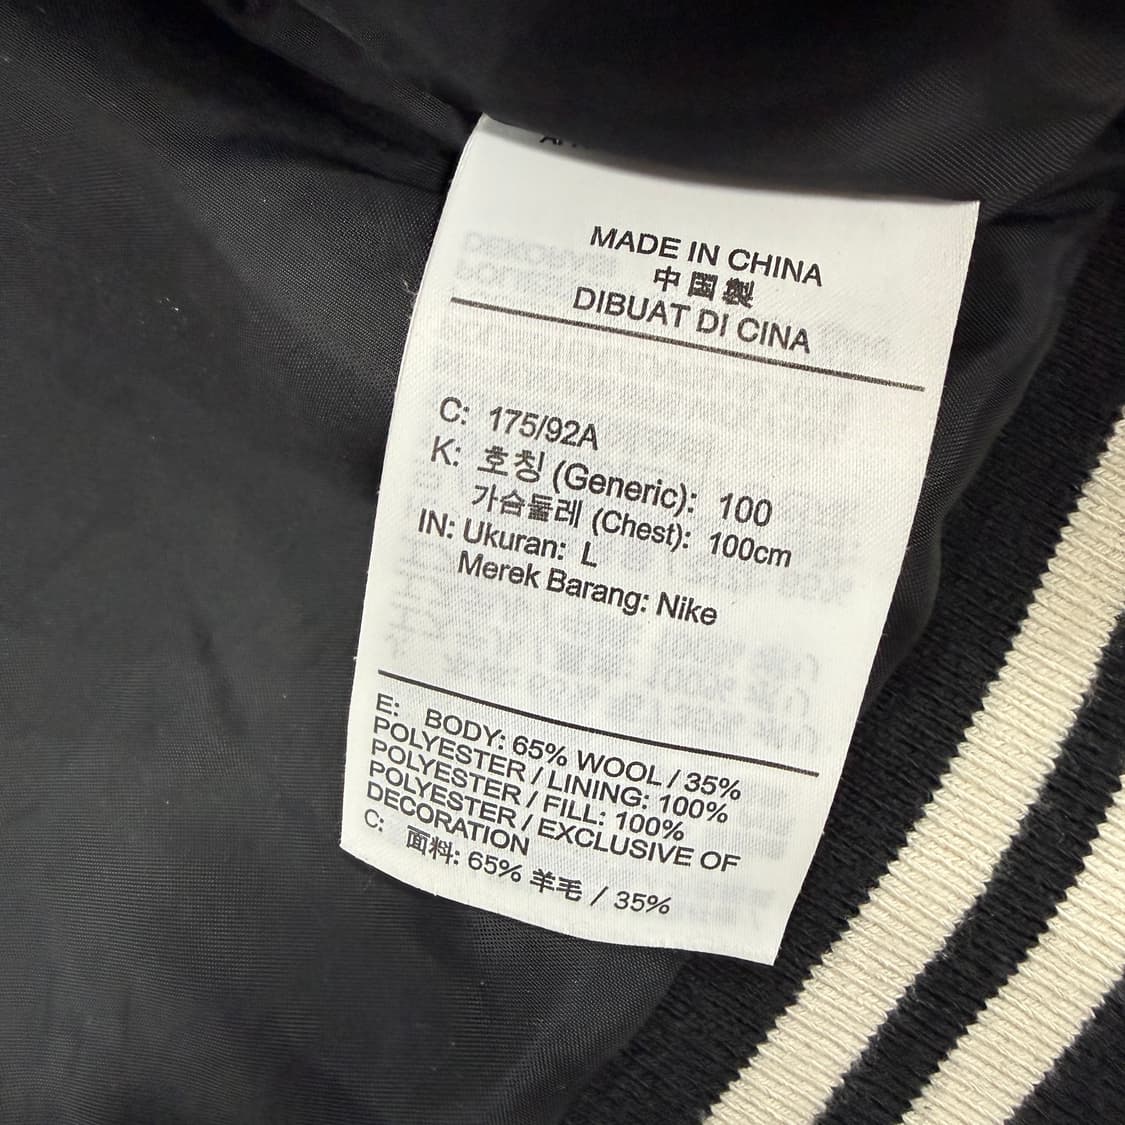 MADE IN CHINA
中国製
DIBUAT DI CINA
C: 175/92A
K: 호칭 (Generic): 100
가슴둘레 (Chest): 100cm
IN: Ukuran: L
Merek Barang: Nike
E: BODY: 65% WOOL / 35%
POLYESTER / LINING: 100%
POLYESTER / FILL: 100%
POLYESTER / EXCLUSIVE OF
DECORATION
C: 面料: 65% 羊毛 / 35%